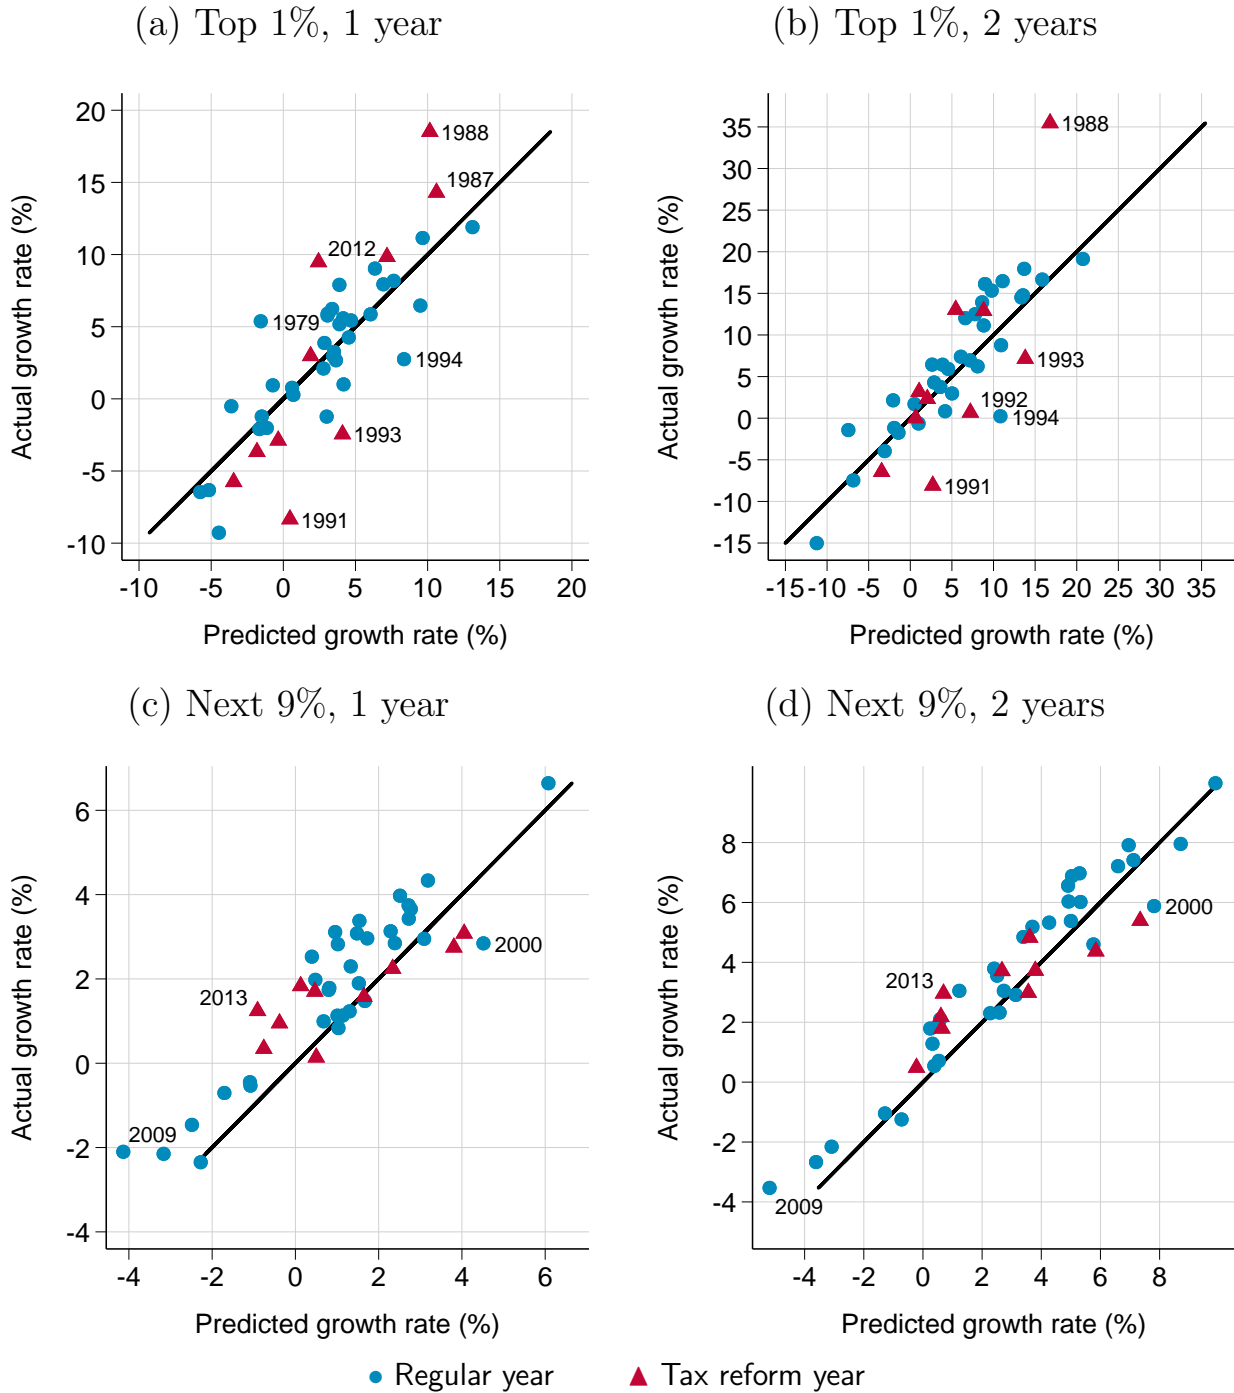 (a) Top 1%, 1 year
(b) Top 1%, 2 years
Actual growth rate (%)
20
15
10
5
0
-5
-10
1988
1987
2012
1979
1994
1993
1991
-10 -5 0 5 10 15 20
Predicted growth rate (%)
Actual growth rate (%)
35
30
25
20
15
10
5
0
-5
-10
-15
1988
1993
1992
1994
1991
-15 -10 -5 0 5 10 15 20 25 30 35
Predicted growth rate (%)
(c) Next 9%, 1 year
(d) Next 9%, 2 years
Actual growth rate (%)
6
4
2
0
-2
-4
2000
2013
2009
-4 -2 0 2 4 6
Predicted growth rate (%)
Actual growth rate (%)
8
6
4
2
0
-2
-4
2000
2013
2009
-4 -2 0 2 4 6 8
Predicted growth rate (%)
Regular year
Tax reform year